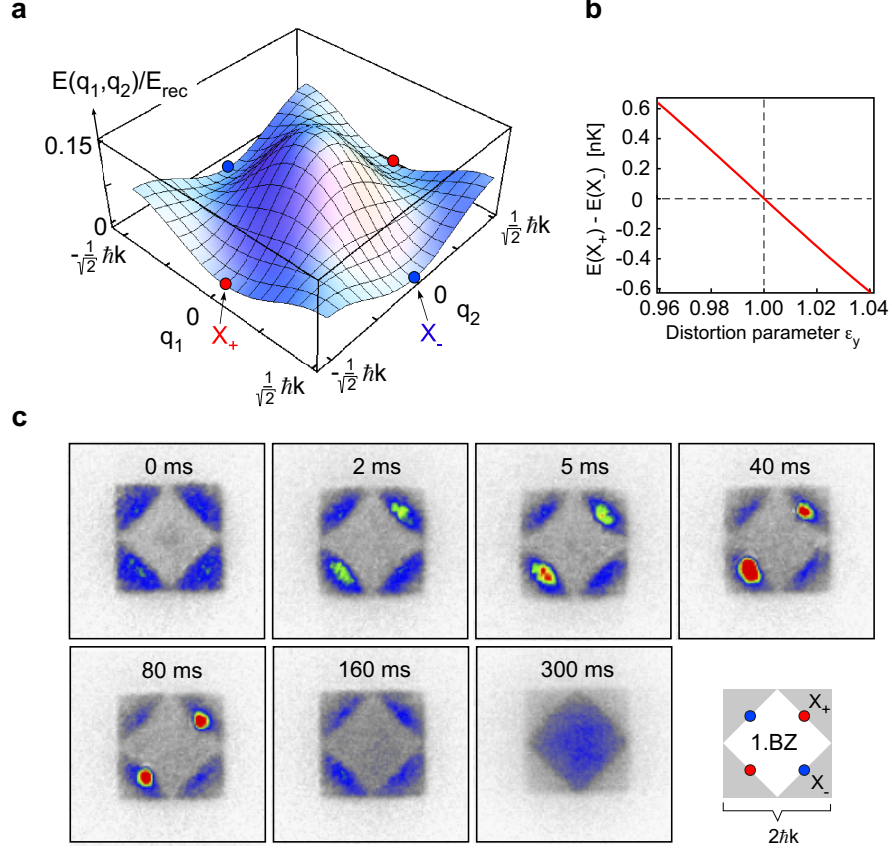 a
E(q₁,q₂)/E_rec
0.15
0
-1/√2 ħk
0
q₁
X₊
1/√2 ħk
-1/√2 ħk
X₋
q₂
0
1/√2 ħk
b
E(X₊) - E(X₋) [nK]
0.6
0.4
0.2
0
-0.2
-0.4
-0.6
0.96 0.98 1.00 1.02 1.04
Distortion parameter ε_y
c
0 ms 2 ms 5 ms 40 ms
80 ms 160 ms 300 ms
X₊
1.BZ
X₋
2ħk